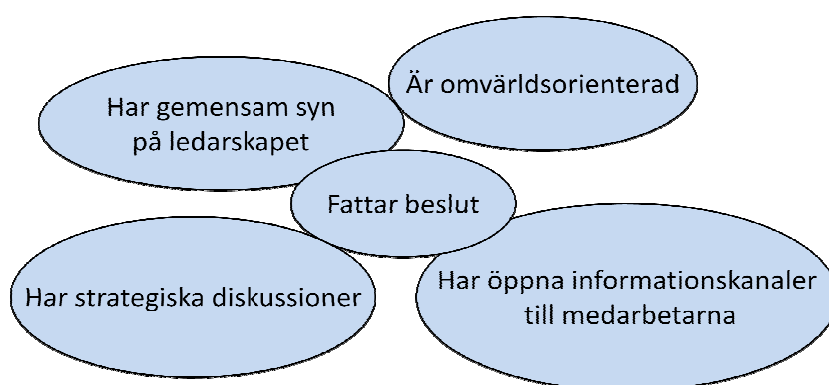 Har gemensam syn
på ledarskapet
Är omvärldsorienterad
Fattar beslut
Har strategiska diskussioner
Har öppna informationskanaler
till medarbetarna